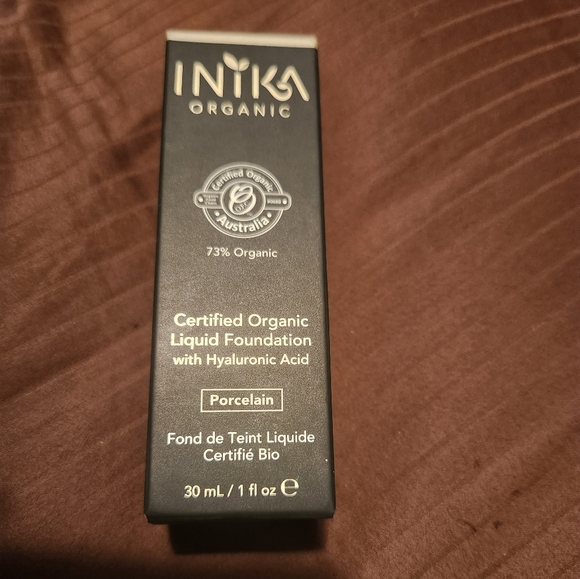 INIKA
ORGANIC
Certified Organic
OFC
Australia
73% Organic
Certified Organic
Liquid Foundation
with Hyaluronic Acid
Porcelain
Fond de Teint Liquide
Certifié Bio
30 mL / 1 fl oz ℮